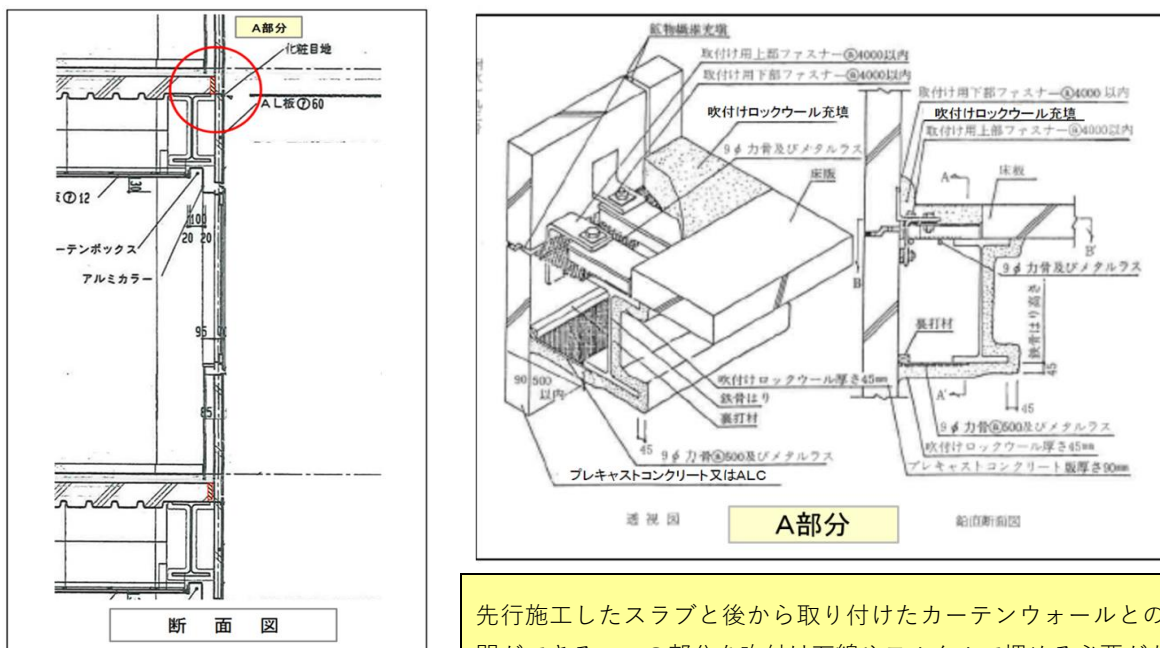 A部分
化粧目地
AL板⑦60
板⑦12
30
100
20 20
ーテンボックス
アルミカラー
95
85
断面図
鉱物繊維充填
取付け用上部ファスナー@4000以内
取付け用下部ファスナー@4000以内
吹付けロックウール充填
9φ力骨及びメタルラス
床版
取付け用下部ファスナー@4000以内
吹付けロックウール充填
取付け用上部ファスナー@4000以内
A
床板
B'
9φ力骨及びメタルラス
B
裏打材
鉄骨はり高さ
45
90 500
以内
吹付けロックウール厚さ45mm
鉄骨はり
裏打材
45
9φ力骨@500及びメタルラス
プレキャストコンクリート又はALC
A'
45
9φ力骨@500及びメタルラス
吹付けロックウール厚さ45mm
プレキャストコンクリート版厚さ90mm
透視図
A部分
鉛直断面図
先行施工したスラブと後から取り付けたカーテンウォールとの